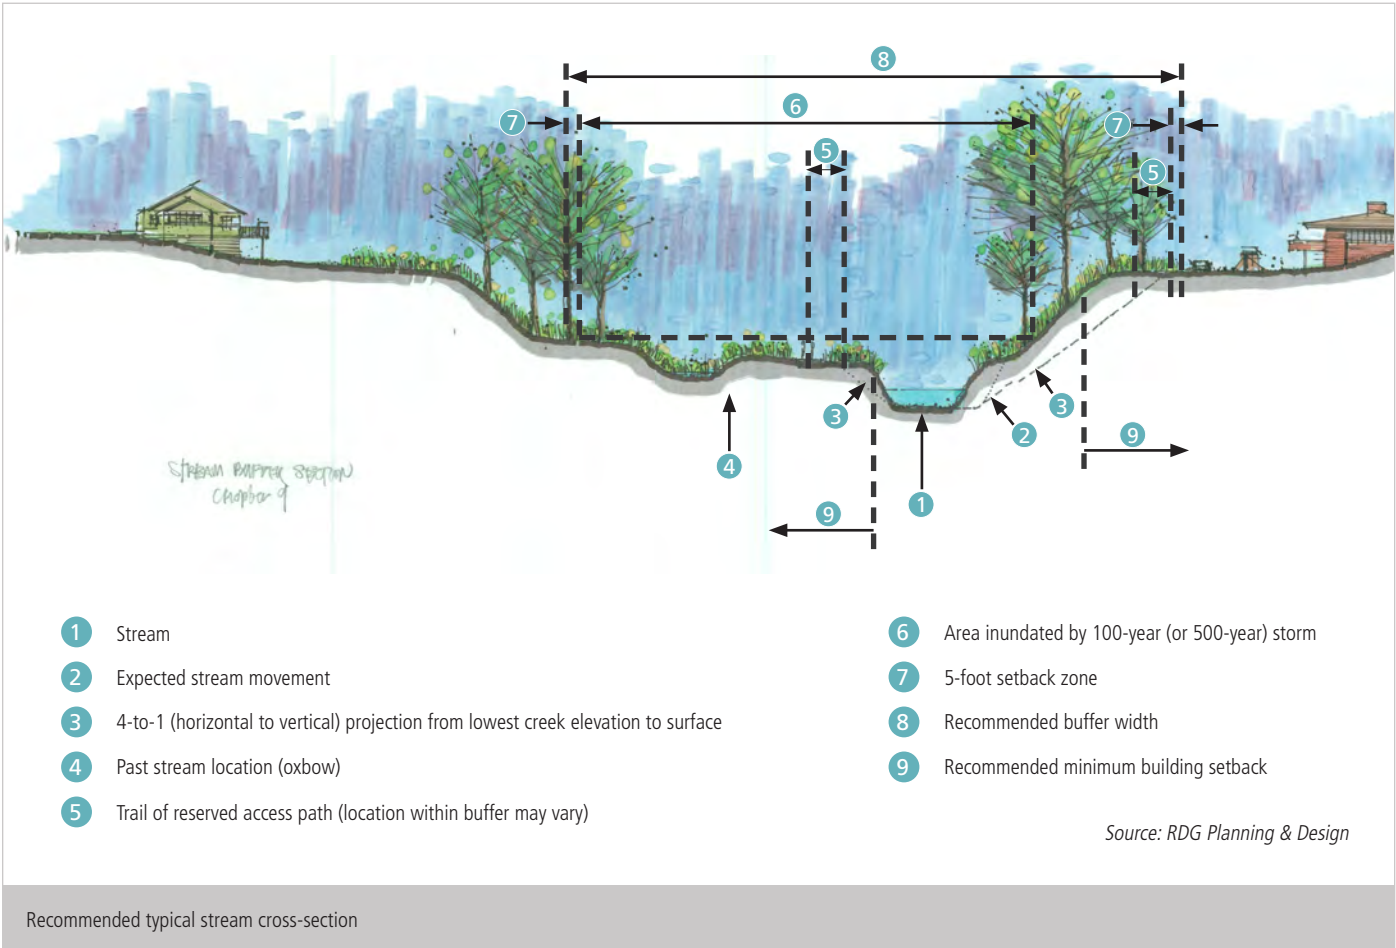 8
6
7
7
5
5
3
3
2
4
9
1
9
STREAM BUFFER SECTION
Chapter 9
1 Stream
2 Expected stream movement
3 4-to-1 (horizontal to vertical) projection from lowest creek elevation to surface
4 Past stream location (oxbow)
5 Trail of reserved access path (location within buffer may vary)
6 Area inundated by 100-year (or 500-year) storm
7 5-foot setback zone
8 Recommended buffer width
9 Recommended minimum building setback
Source: RDG Planning & Design
Recommended typical stream cross-section